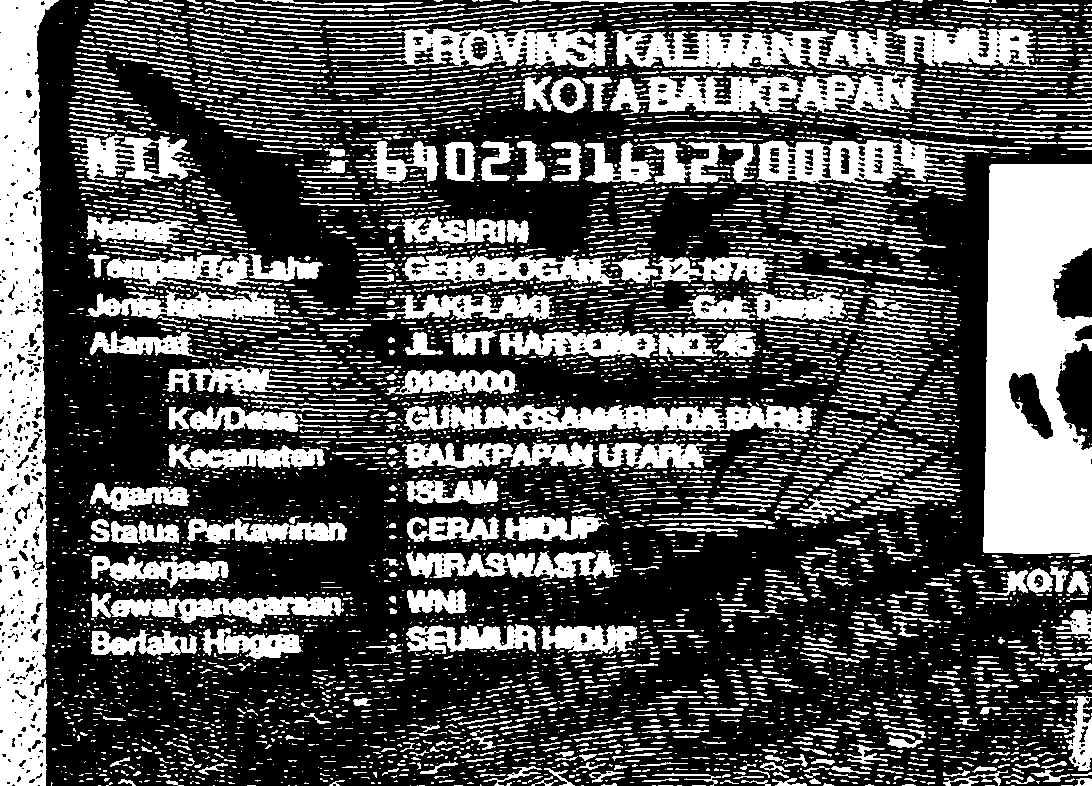 PROVINSI KALIMANTAN TIMUR
KOTA BALIKPAPAN
NIK : 6402131612700004
Nama : KASIRIN
Tempat/Tgl Lahir : GEROBOGAN, 16-12-1970
Jenis kelamin : LAKI-LAKI Gol. Darah : -
Alamat : JL. MT HARYONO NO. 45
RT/RW : 008/000
Kel/Desa : GUNUNGSAMARINDA BARU
Kecamatan : BALIKPAPAN UTARA
Agama : ISLAM
Status Perkawinan : CERAI HIDUP
Pekerjaan : WIRASWASTA
Kewarganegaraan : WNI
Berlaku Hingga : SEUMUR HIDUP
KOTA